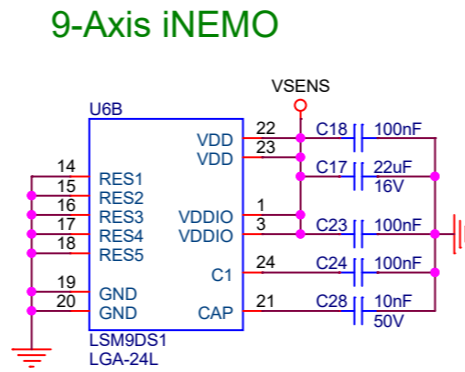 9-Axis iNEMO
VSENS
U6B
VDD 22 C18 100nF
VDD 23
14 RES1 C17 22uF
15 RES2 16V
16 RES3 VDDIO 1
17 RES4 VDDIO 3 C23 100nF
18 RES5
C1 24 C24 100nF
19 GND
20 GND CAP 21 C28 10nF
50V
LSM9DS1
LGA-24L